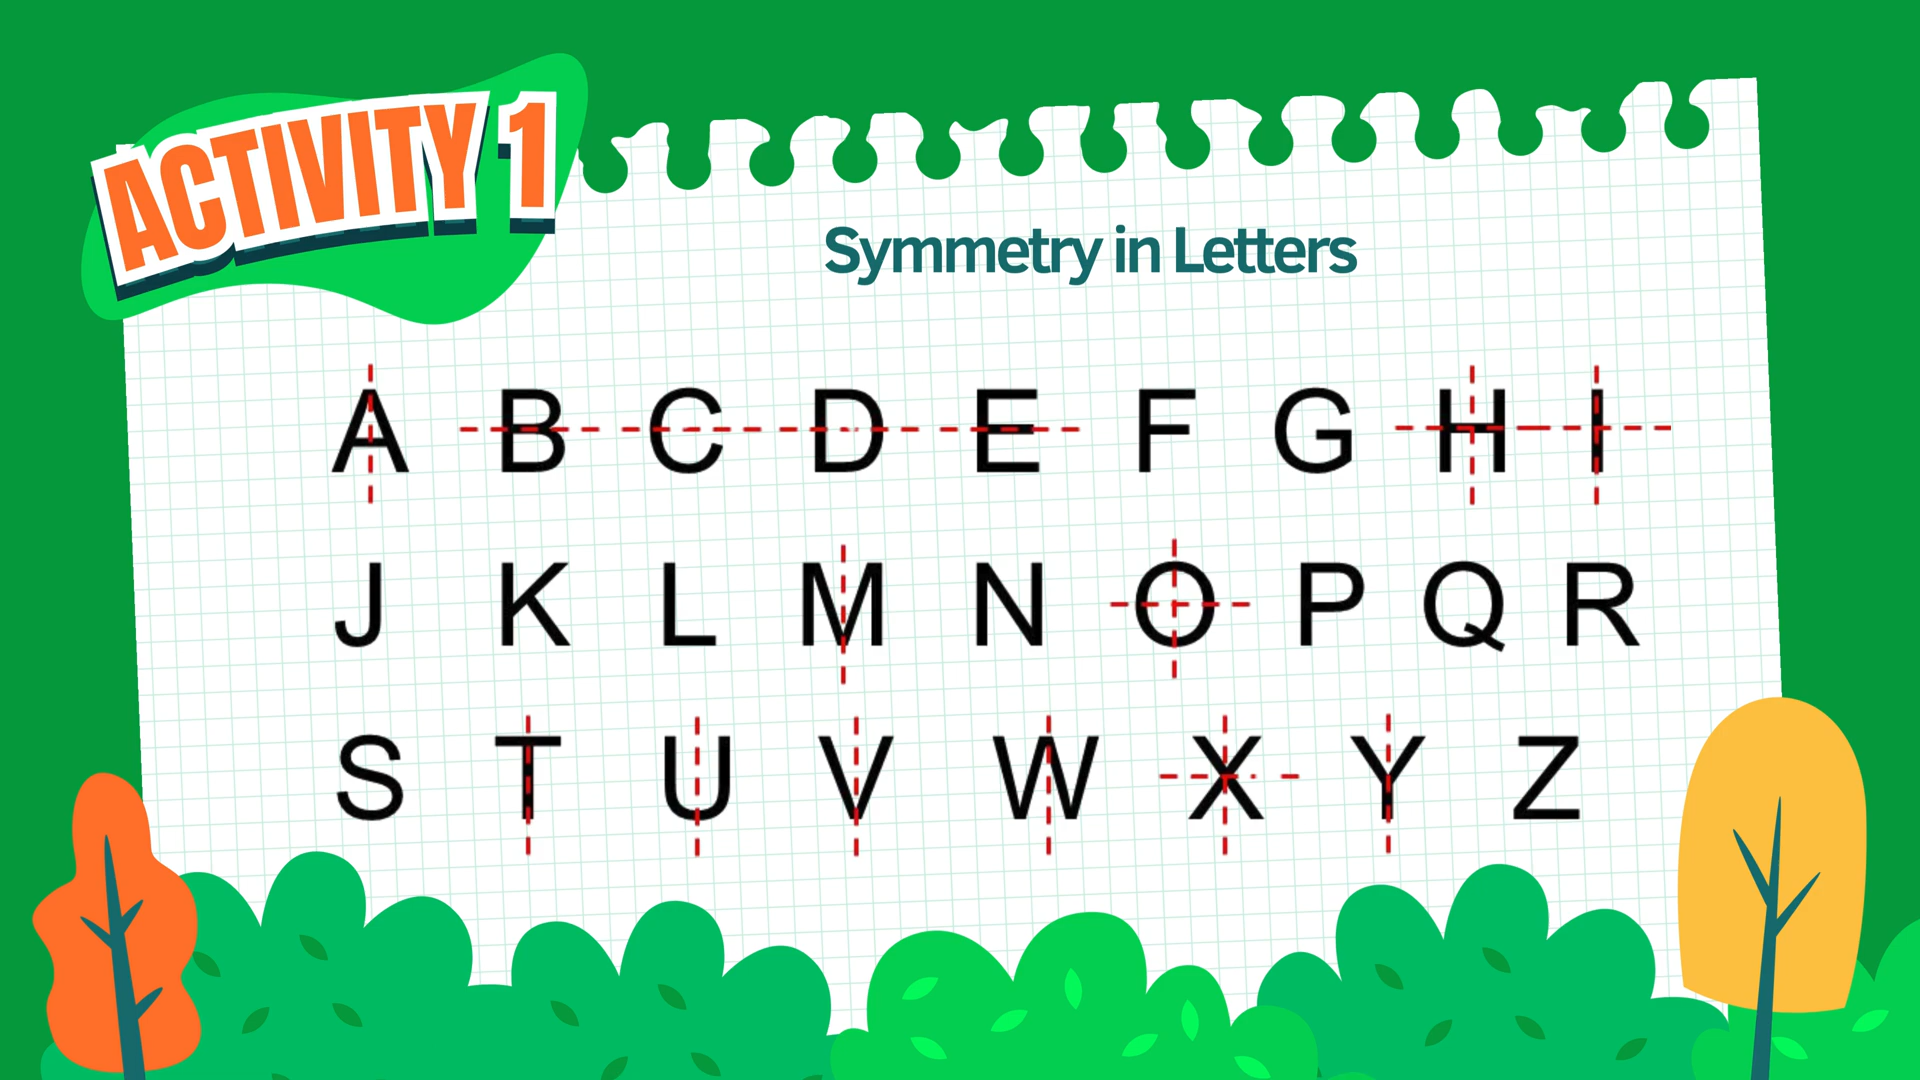 ACTIVITY 1
Symmetry in Letters
A B C D E F G H I
J K L M N O P Q R
S T U V W X Y Z